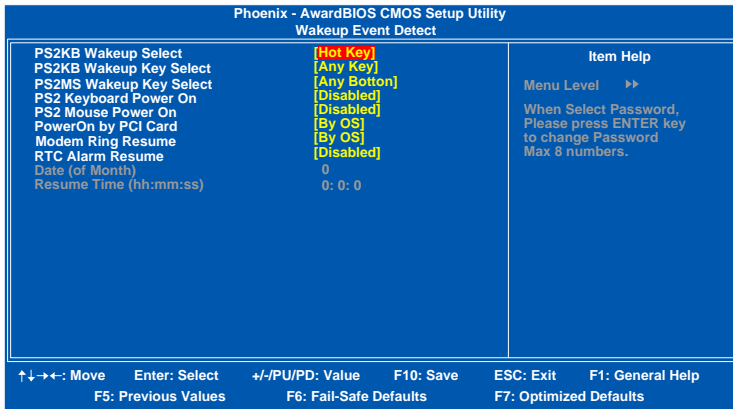 Phoenix - AwardBIOS CMOS Setup Utility
Wakeup Event Detect
PS2KB Wakeup Select [Hot Key]
PS2KB Wakeup Key Select [Any Key]
PS2MS Wakeup Key Select [Any Botton]
PS2 Keyboard Power On [Disabled]
PS2 Mouse Power On [Disabled]
PowerOn by PCI Card [By OS]
Modem Ring Resume [By OS]
RTC Alarm Resume [Disabled]
Date (of Month) 0
Resume Time (hh:mm:ss) 0: 0: 0
Item Help
Menu Level ▸▸
When Select Password,
Please press ENTER key
to change Password
Max 8 numbers.
↑↓→←: Move Enter: Select +/-/PU/PD: Value F10: Save ESC: Exit F1: General Help
F5: Previous Values F6: Fail-Safe Defaults F7: Optimized Defaults